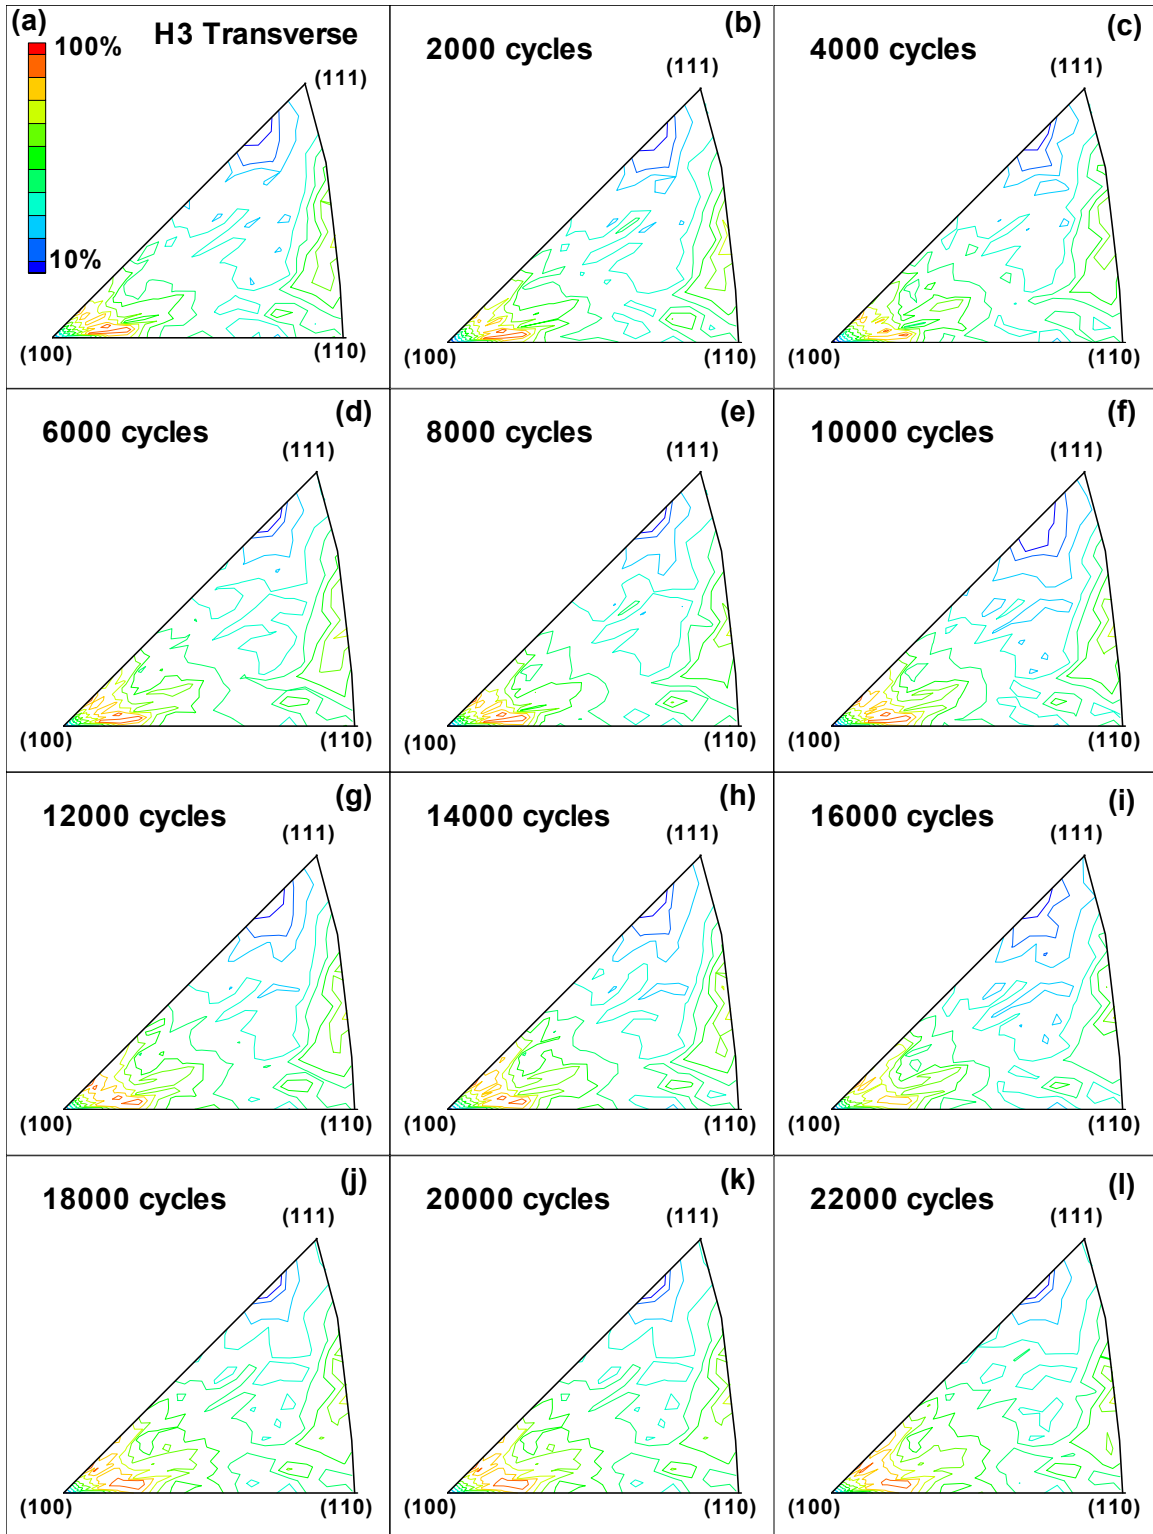 (a) H3 Transverse
100%
10%
(111)
(100)
(110)
(b)
2000 cycles
(111)
(100)
(110)
(c)
4000 cycles
(111)
(100)
(110)
(d)
6000 cycles
(111)
(100)
(110)
(e)
8000 cycles
(111)
(100)
(110)
(f)
10000 cycles
(111)
(100)
(110)
(g)
12000 cycles
(111)
(100)
(110)
(h)
14000 cycles
(111)
(100)
(110)
(i)
16000 cycles
(111)
(100)
(110)
(j)
18000 cycles
(111)
(100)
(110)
(k)
20000 cycles
(111)
(100)
(110)
(l)
22000 cycles
(111)
(100)
(110)